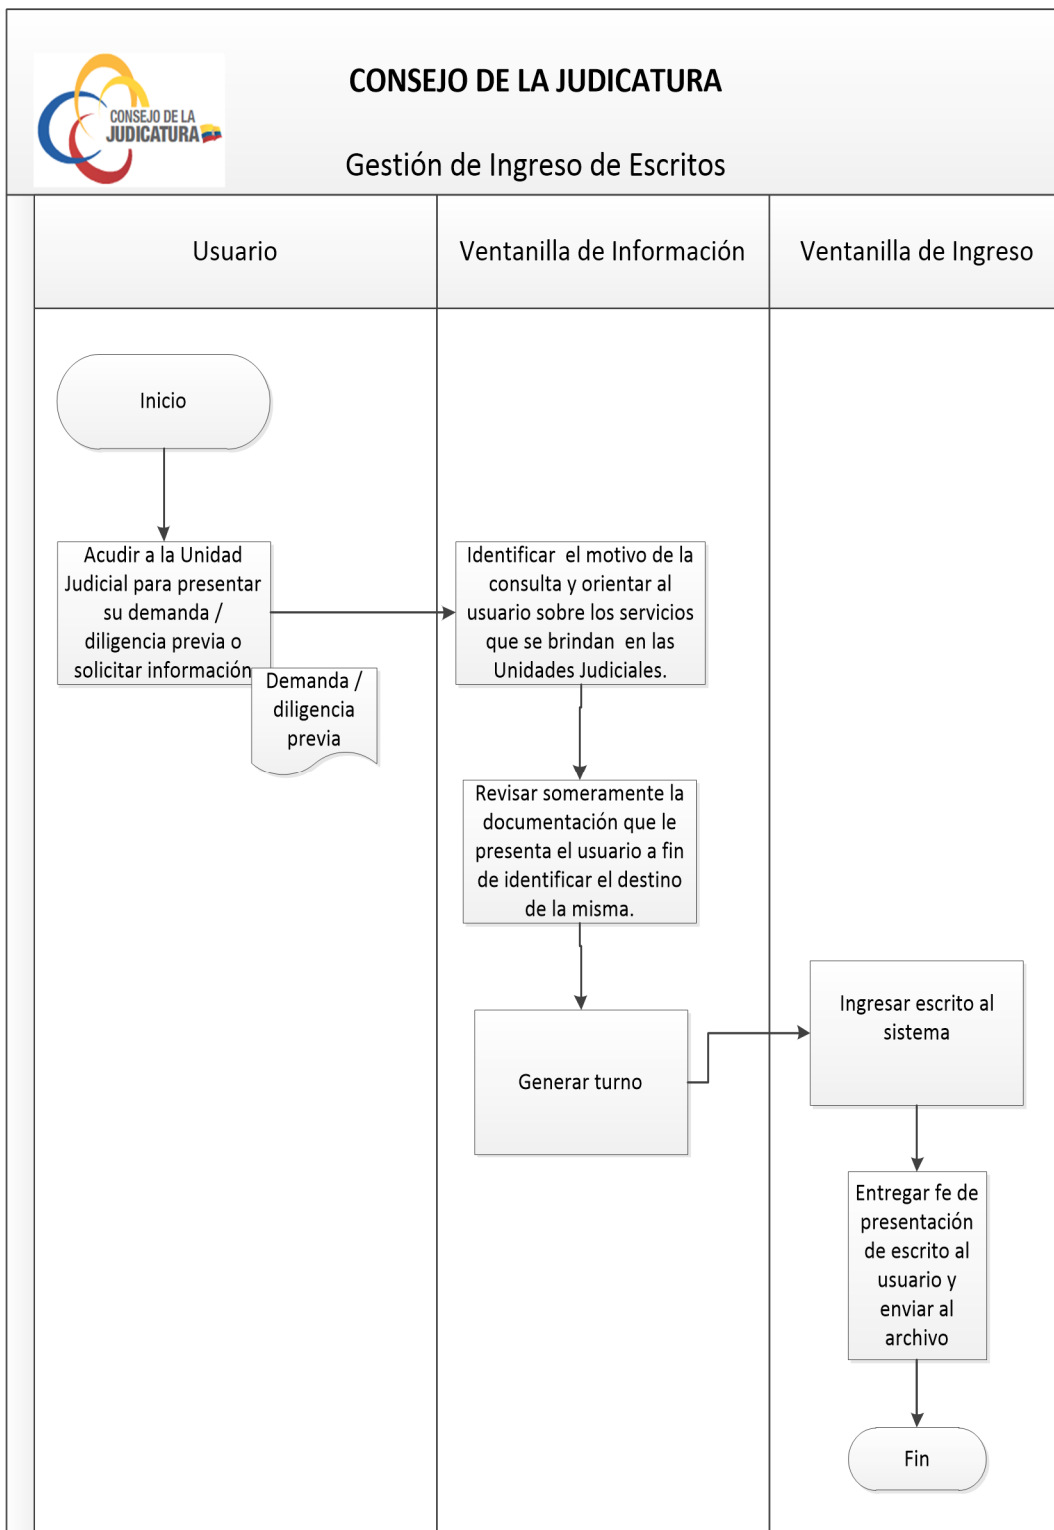 CONSEJO DE LA
JUDICATURA
CONSEJO DE LA JUDICATURA
Gestión de Ingreso de Escritos
Usuario
Ventanilla de Información
Ventanilla de Ingreso
Inicio
Acudir a la Unidad
Judicial para presentar
su demanda /
diligencia previa o
solicitar información
Demanda /
diligencia
previa
Identificar  el motivo de la
consulta y orientar al
usuario sobre los servicios
que se brindan  en las
Unidades Judiciales.
Revisar someramente la
documentación que le
presenta el usuario a fin
de identificar el destino
de la misma.
Generar turno
Ingresar escrito al
sistema
Entregar fe de
presentación
de escrito al
usuario y
enviar al
archivo
Fin